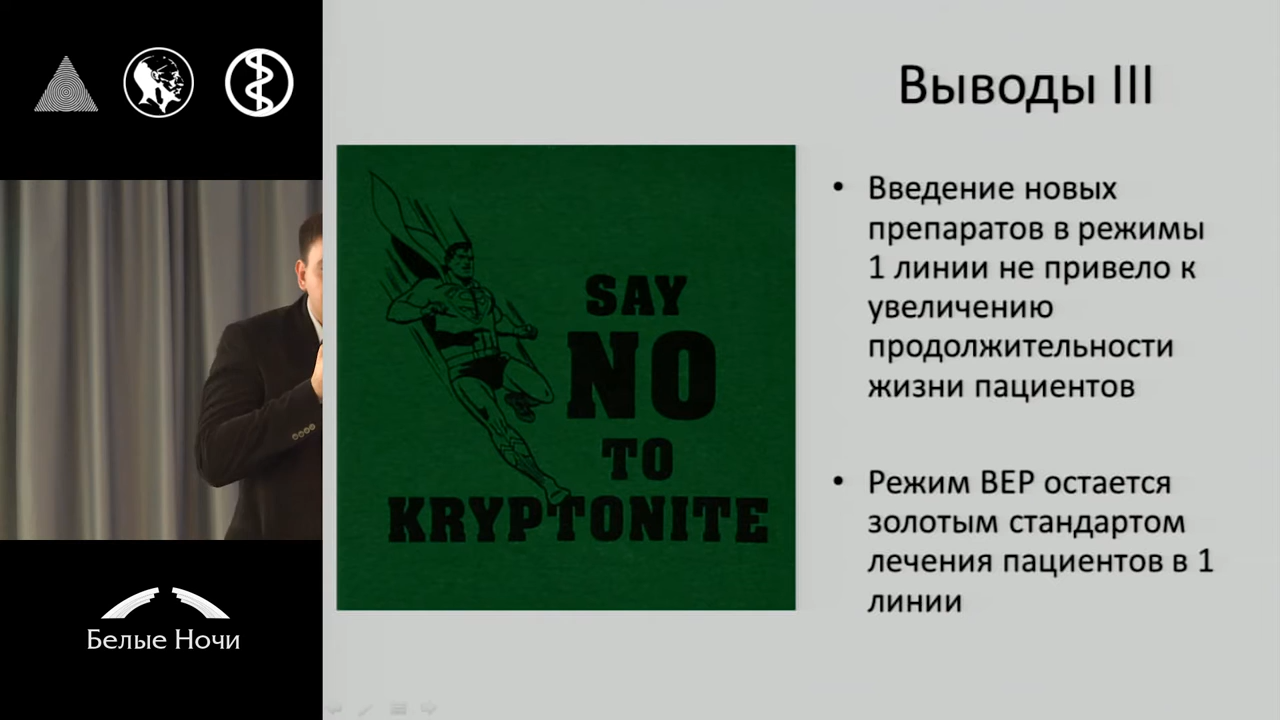 Выводы III
SAY
NO
TO
KRYPTONITE
• Введение новых
препаратов в режимы
1 линии не привело к
увеличению
продолжительности
жизни пациентов
• Режим BEP остается
золотым стандартом
лечения пациентов в 1
линии
Белые Ночи